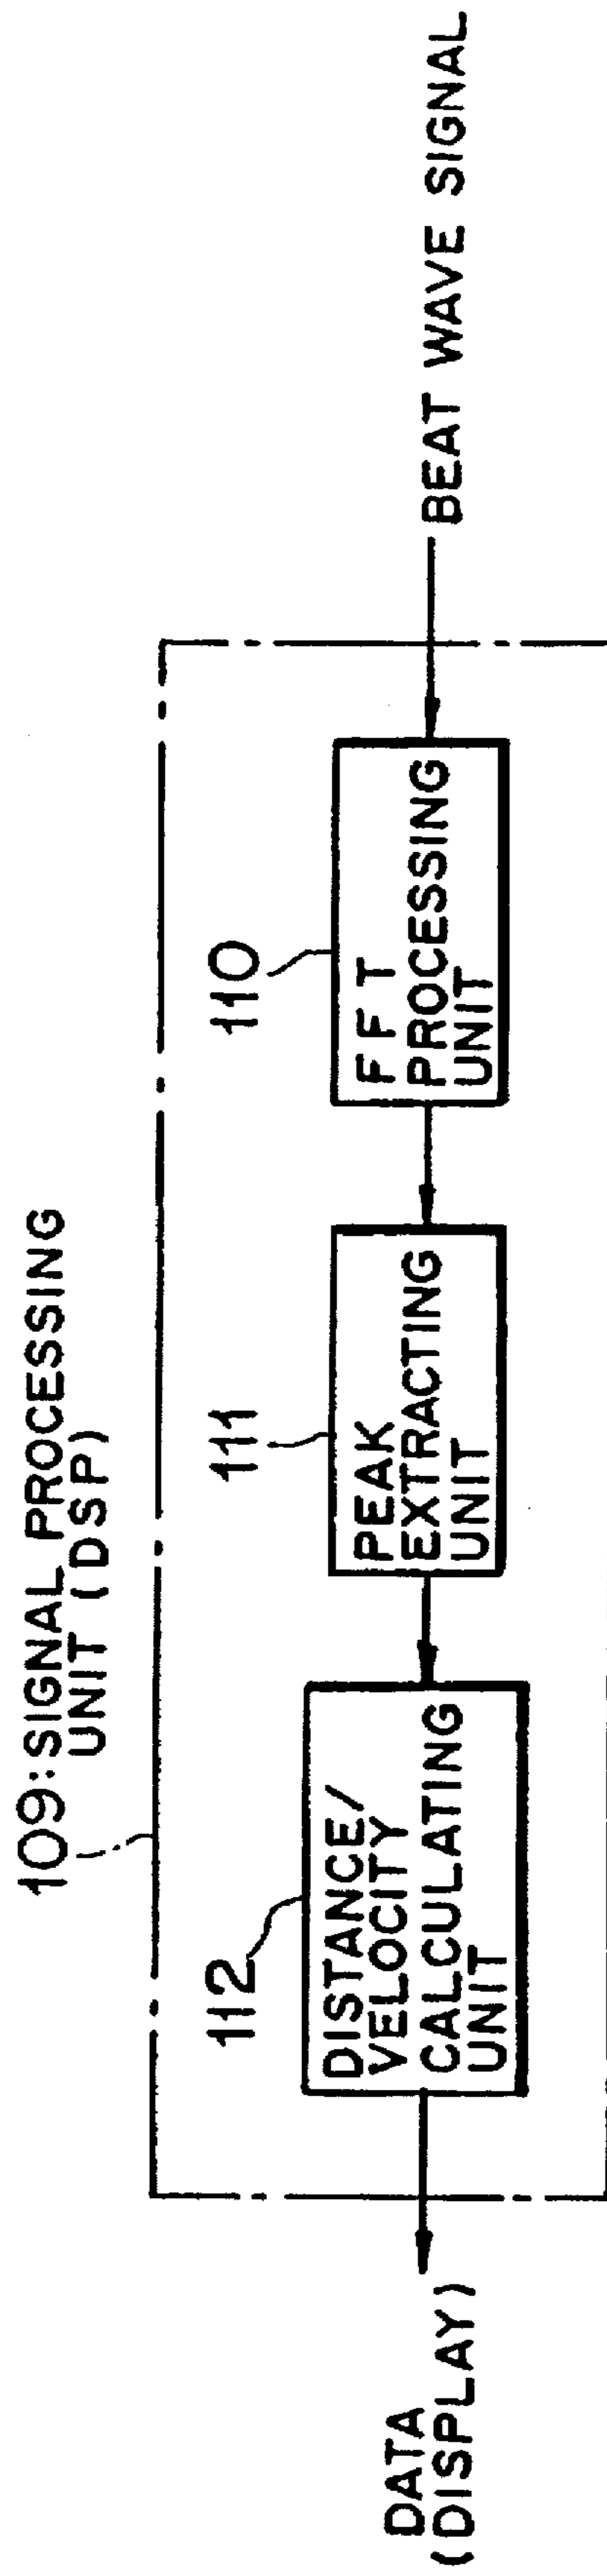 109:SIGNAL PROCESSING
UNIT (DSP)
112
111
110
DISTANCE/
VELOCITY
CALCULATING
UNIT
PEAK
EXTRACTING
UNIT
FFT
PROCESSING
UNIT
DATA
(DISPLAY)
BEAT WAVE SIGNAL